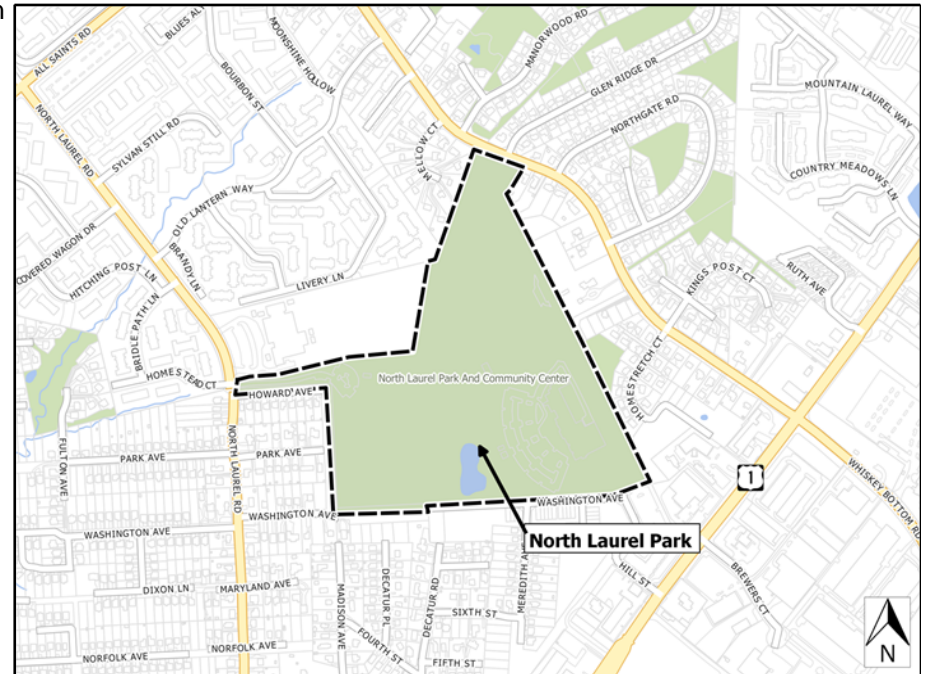 n
ALL SAINTS RD
MOONSHINE HOLLOW
MANORWOOD RD
BOURBON ST
GLEN RIDGE DR
MOUNTAIN LAUREL WAY
NORTH LAUREL RD
NORTHGATE RD
SYLVAN STILL RD
MELLOW CT
COUNTRY MEADOWS LN
OLD LANTERN WAY
BRANDY LN
HITCHING POST LN
LIVERY LN
KINGS POST CT
RUTH AVE
BRIDLE PATH LN
HOMESTEAD CT
North Laurel Park And Community Center
HOMESTRETCH CT
HOWARD AVE
FULTON AVE
PARK AVE
PARK AVE
NORTH LAUREL RD
1
WHISKEY BOTTOM RD
WASHINGTON AVE
WASHINGTON AVE
WASHINGTON AVE
North Laurel Park
DIXON LN
MARYLAND AVE
MADISON AVE
DECATUR PL
DECATUR RD
MEREDITH AVE
HILL ST
BREWERS CT
SIXTH ST
FOURTH ST
NORFOLK AVE
NORFOLK AVE
FIFTH ST
N